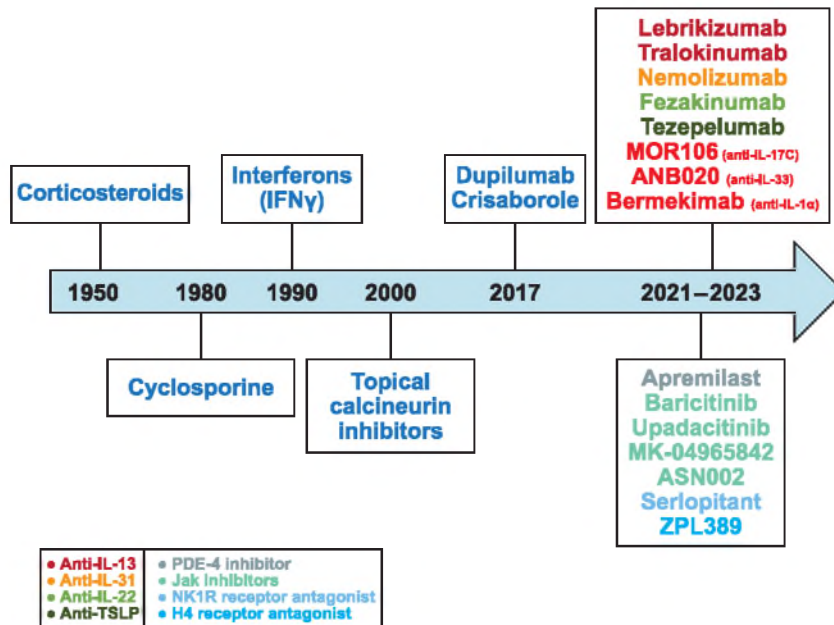 Lebrikizumab
Tralokinumab
Nemolizumab
Fezakinumab
Tezepelumab
MOR106 (anti-IL-17C)
ANB020 (anti-IL-33)
Bermekimab (anti-IL-1α)
Corticosteroids
Interferons
(IFNγ)
Dupilumab
Crisaborole
1950 1980 1990 2000 2017 2021–2023
Cyclosporine
Topical
calcineurin
inhibitors
Apremilast
Baricitinib
Upadacitinib
MK-04965842
ASN002
Serlopitant
ZPL389
• Anti-IL-13
• Anti-IL-31
• Anti-IL-22
• Anti-TSLP
• PDE-4 inhibitor
• Jak inhibitors
• NK1R receptor antagonist
• H4 receptor antagonist